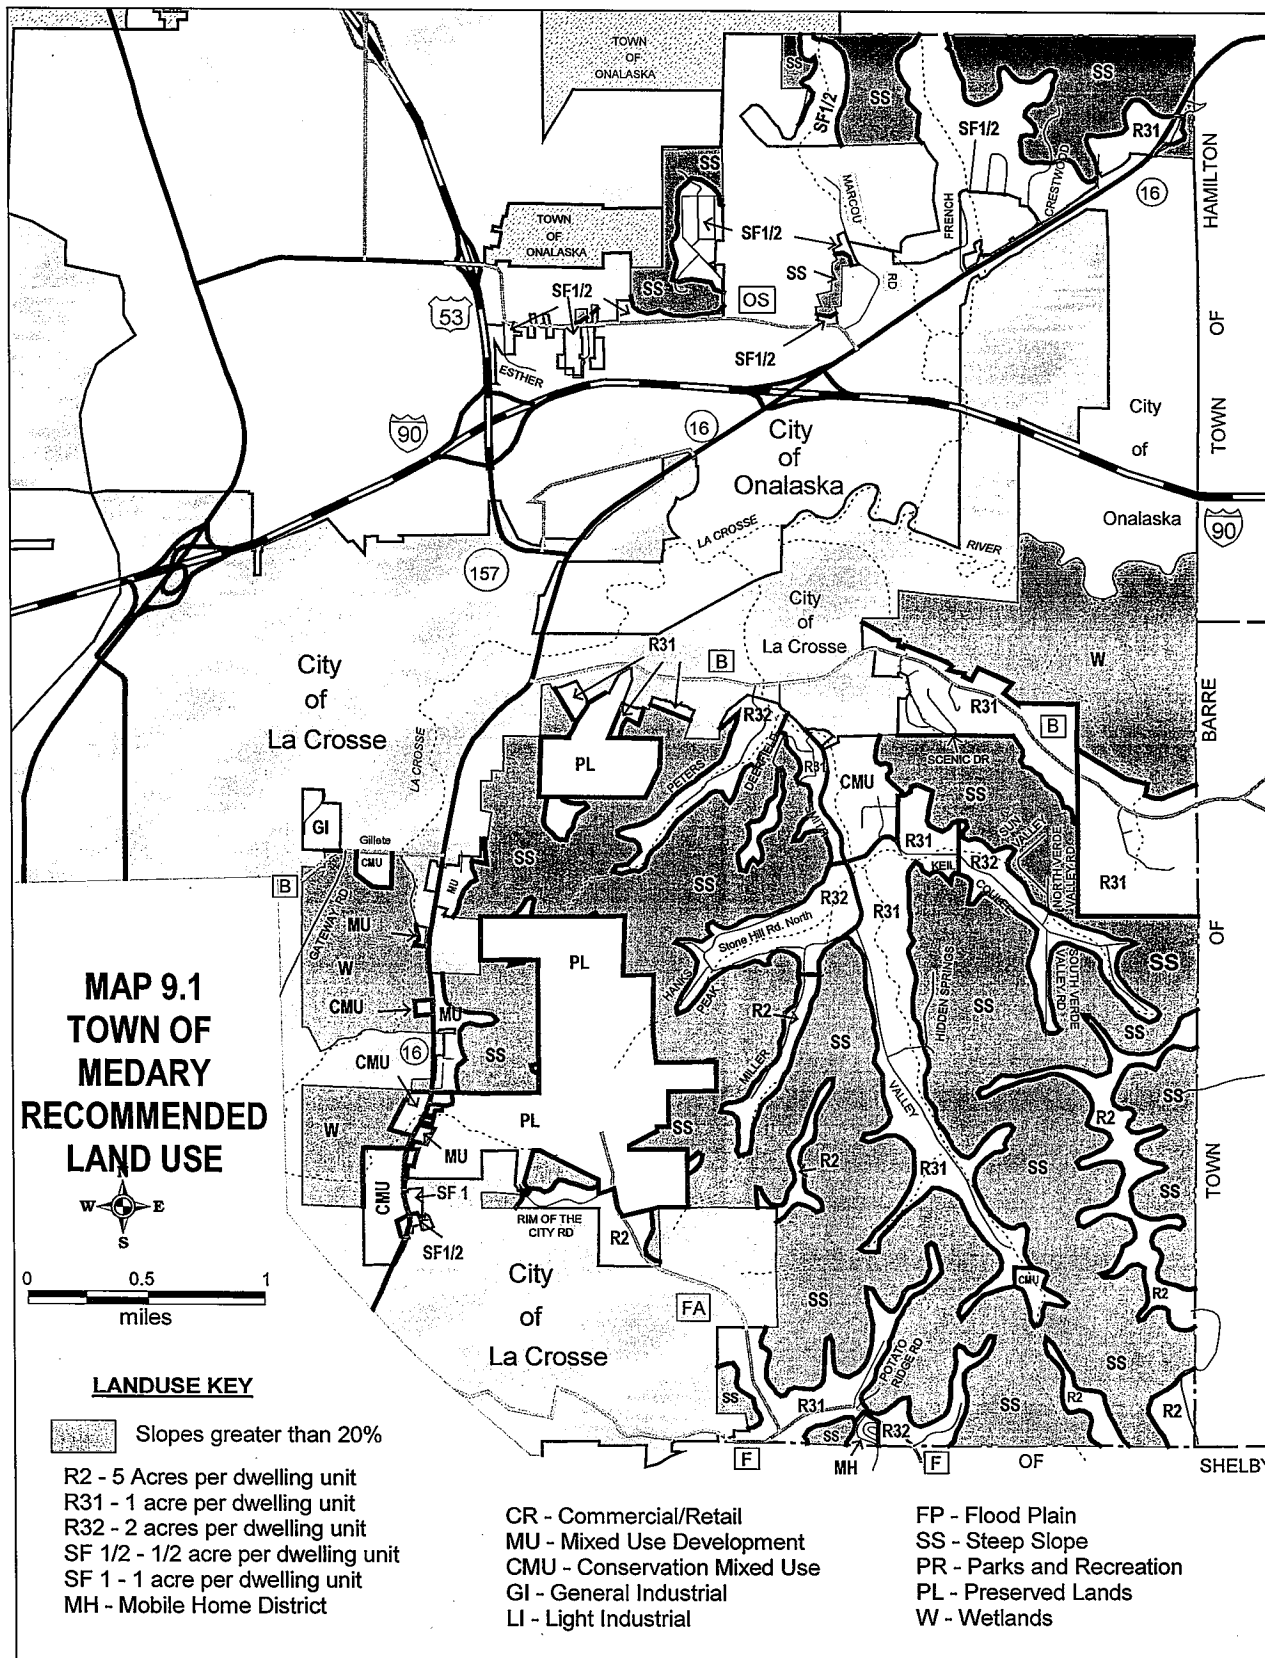 TOWN
OF
ONALASKA
SS
SS
SS
SF1/2
SF1/2
R31
HAMILTON
OF
TOWN
16
CRESTWOOD
FRENCH
MARCOU
RD
SS
SF1/2
TOWN
OF
ONALASKA
SS
SS
OS
SF1/2
SF1/2
53
ESTHER
90
16
City
of
Onalaska
City
of
Onalaska
90
LA CROSSE
RIVER
157
City
of
La Crosse
City
of
La Crosse
LA CROSSE
R31
B
W
BARRE
OF
TOWN
R32
R31
B
PL
PETERS
DEERFIELD
R31
CMU
SCENIC DR
SS
SUN
VALLEY
GI
Gillete
CMU
MU
SS
SS
R31
KEIL
R32
COULEE
NORTH VERDE
VALLEY RD
R31
B
GATEWAY RD
MU
W
CMU
MU
PL
Stone Hill Rd. North
R32
R31
HANG
PEAK
R2
MILLER
HIDDEN SPRINGS
SS
SS
SOUTH VERDE
VALLEY RD
SS
SS
MAP 9.1
TOWN OF
MEDARY
RECOMMENDED
LAND USE
16
CMU
SS
SS
W
PL
MU
CMU
SF 1
SF1/2
RIM OF THE
CITY RD
R2
SS
R2
VALLEY
R31
SS
SS
R2
SS
N
W
E
S
0
0.5
1
miles
City
of
La Crosse
FA
SS
CMU
R2
SS
POTATO
RIDGE RD
SS
R31
SS
R32
SS
R2
R2
F
MH
F
OF
SHELBY
LANDUSE KEY
Slopes greater than 20%
R2 - 5 Acres per dwelling unit
R31 - 1 acre per dwelling unit
R32 - 2 acres per dwelling unit
SF 1/2 - 1/2 acre per dwelling unit
SF 1 - 1 acre per dwelling unit
MH - Mobile Home District
CR - Commercial/Retail
MU - Mixed Use Development
CMU - Conservation Mixed Use
GI - General Industrial
LI - Light Industrial
FP - Flood Plain
SS - Steep Slope
PR - Parks and Recreation
PL - Preserved Lands
W - Wetlands